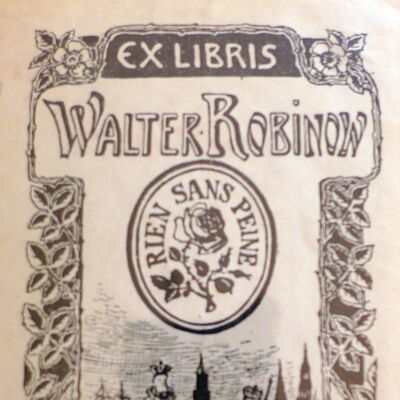 EX LIBRIS
WALTER·ROBINOW
RIEN SANS PEINE